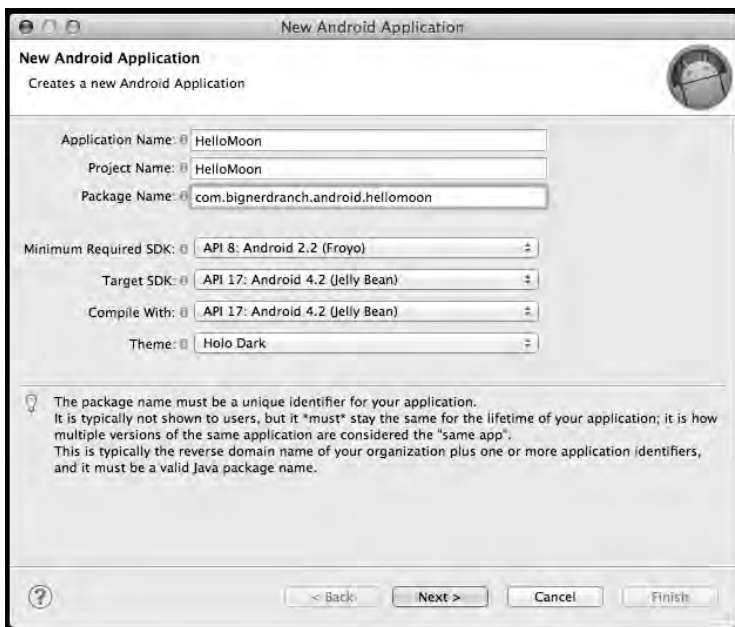 New Android Application
New Android Application
Creates a new Android Application
Application Name: HelloMoon
Project Name: HelloMoon
Package Name: com.bignerdranch.android.hellomoon
Minimum Required SDK: API 8: Android 2.2 (Froyo)
Target SDK: API 17: Android 4.2 (Jelly Bean)
Compile With: API 17: Android 4.2 (Jelly Bean)
Theme: Holo Dark
The package name must be a unique identifier for your application.
It is typically not shown to users, but it *must* stay the same for the lifetime of your application; it is how
multiple versions of the same application are considered the "same app".
This is typically the reverse domain name of your organization plus one or more application identifiers,
and it must be a valid Java package name.
? < Back Next > Cancel Finish